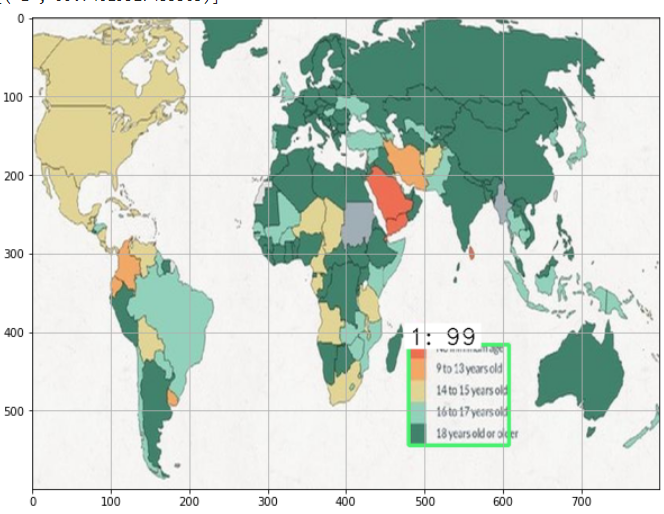 0
100
200
300
400
500
1: 99
9 to 13 years old
14 to 15 years old
16 to 17 years old
18 years old or older
0 100 200 300 400 500 600 700